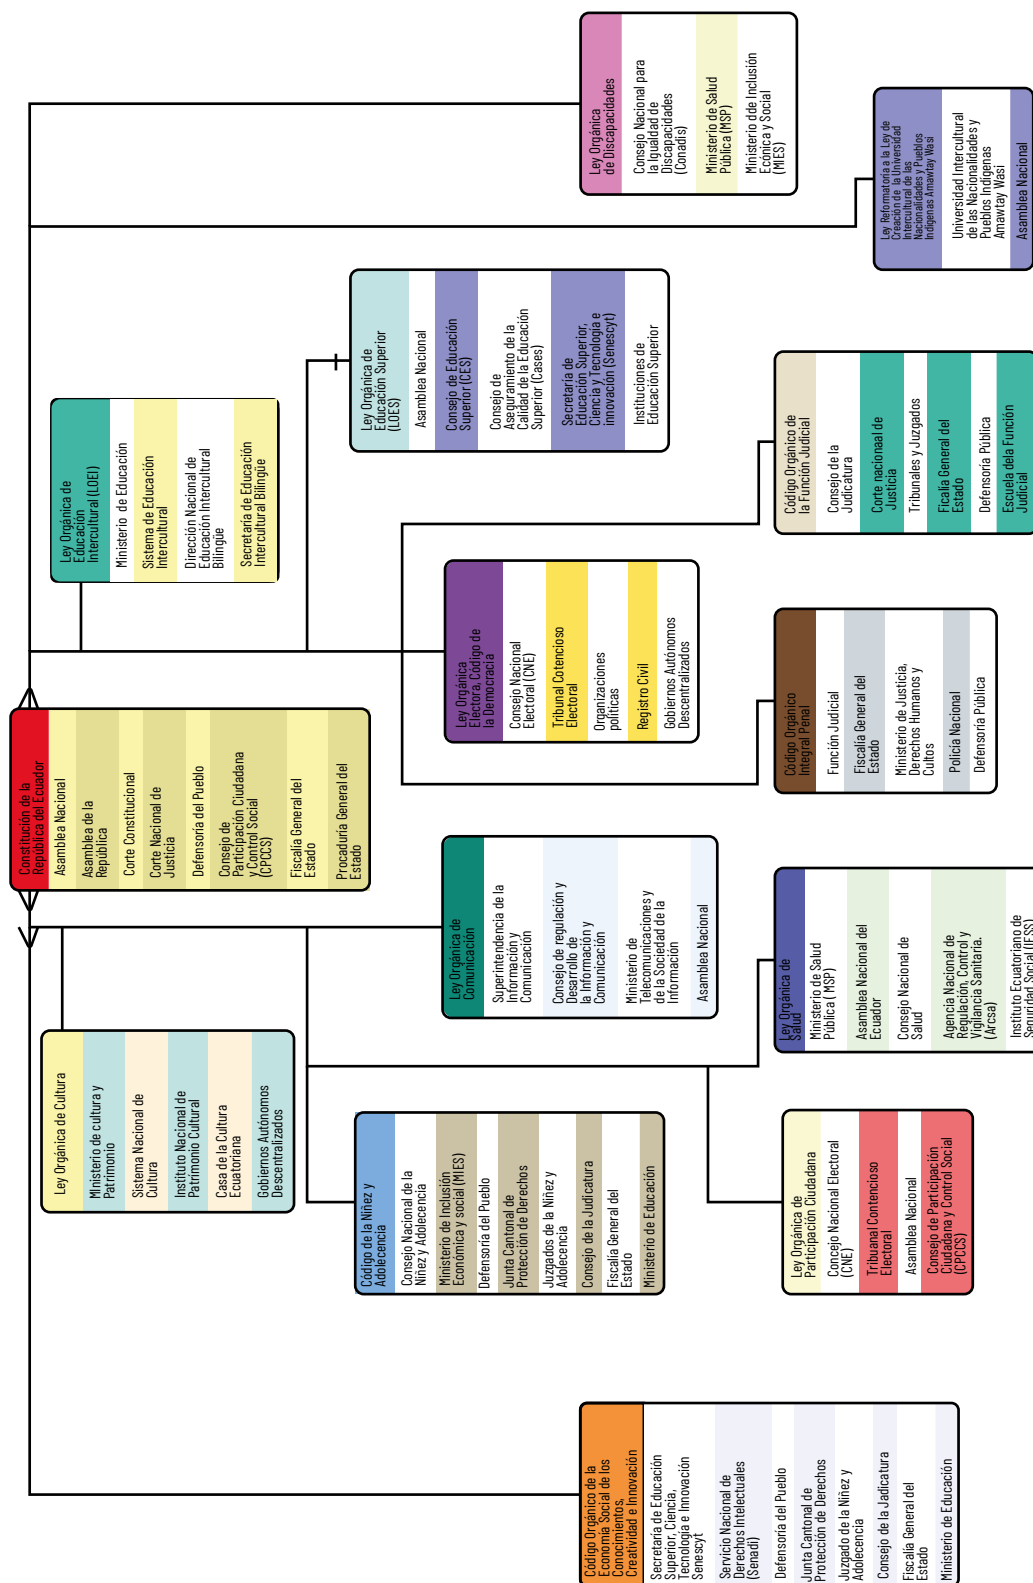 Constitución de la
República del Ecuador
Asamblea Nacional
Asamblea de la
República
Corte Constitucional
Corte Nacional de
Justicia
Defensoría del Pueblo
Consejo de
Participación Ciudadana
y Control Social
(CPCCS)
Fiscalía General del
Estado
Procaduría General del
Estado
Ley Orgánica de Cultura
MInisterio de cultura y
Patrimonio
Sistema Nacional de
Cultura
Instituto Nacional de
Patrimonio Cultural
Casa de la Cultura
Ecuatoriana
Gobiernos Autónomos
Descentralizados
Ley Orgánica de
Educación
Intercultural (LOEI)
Ministerio de Educación
Sistema de Educación
Intercultural
Dirección Nacional de
Educación Intercultural
Bilingüe
Secretaría de Educación
Intercultural Bilingüe
Código de la Niñez y
Adolecencia
Consejo Nacional de la
Niñez y Adolecencia
Ministerio de Inclusión
Económica y social (MIES)
Defensoría del Pueblo
Junta Cantonal de
Protección de Derechos
Juzgados de la Niñez y
Adolecencia
Consejo de la Judicatura
Fiscalía General del
Estado
Ministerio de Educación
Ley Orgánica de
Comunicación
Superintendencia de la
Información y
Comunicación
Consejo de regulación y
Desarrollo de
la Información y
Comunicación
Ministerio de
Telecomunicaciones y
de la Sociedad de la
Información
Asamblea Nacional
Ley Orgánica
Electora, Código de
la Democracia
Consejo Nacional
Electoral (CNE)
Tribunal Cotencioso
Electoral
Organizaciones
políticas
Registro Civil
Gobiernos Autónomos
Descentralizados
Ley Orgánica de
Educación Superior
(LOES)
Asamblea Nacional
Consejo de Educación
Superior (CES)
Consejo de
Aseguramiento de la
Calidad de la Educación
Superior (Cases)
Secretaría de
Educación Superior,
Ciencia y Tecnología e
innovación (Senescyt)
Instituciones de
Educación Superior
Código Orgánico de la
Economía Social de los
Conocimientos,
Creatividad e Innovación
Secretaría de Educación
Superior, Ciencia,
Tecnología e Innovación
Senescyt
Servicio Nacional de
Derechos Intelectuales
(Senadi)
Defensoría del Pueblo
Junta Cantonal de
Protección de Derechos
Juzgado de la Niñez y
Adolecencia
Consejo de la Jadicatura
Fiscalía General del
Estado
Ministerio de Educación
Ley Orgánica de
Participación Ciudadana
Concejo Nacional Electoral
(CNE)
Tribuanal Contencioso
Electoral
Asamblea Nacional
Consejo de Participación
Ciudadana y Control Social
(CPCCS)
Ley Orgánica de
Salud
Ministerio de Salud
Pública ( MSP)
Asamblea Nacional del
Ecuador
Consejo Nacional de
Salud
Agencia Nacional de
Regulación, Control y
Vigilancia Sanitaria.
(Arcsa)
Instituto Ecuatoriano de
Seguridad Social (IESS)
Código Orgánico
Integral Penal
Función Judicial
Fiscalía General del
Estado
Ministerio de Justicia,
Derechos Humanos y
Cultos
Policía Nacional
Defensoría Pública
Código Orgánico de
la Función Judicial
Consejo de la
Judicatura
Corte nacionaal de
Justicia
Tribunales y Juzgados
Ficalía General del
Estado
Defensoría Pública
Escuela dela Función
Judicial
Ley Orgánica
de Discapacidades
Consejo Nacional para
la Igualdad de
Discapacidades
(Conadis)
Ministerio de Salud
Pública (MSP)
Ministerio dde Inclusión
Ecónica y Social
(MIES)
Ley Reformatoria a la Ley de
Creación de la Universidad
Intercultural de las
Nacionalidades y Pueblos
Indígenas Amawtay Wasi
Universidad Intercultural
de las Nacionalidades y
Pueblos Indígenas
Amawtay Wasi
Asamblea Nacional